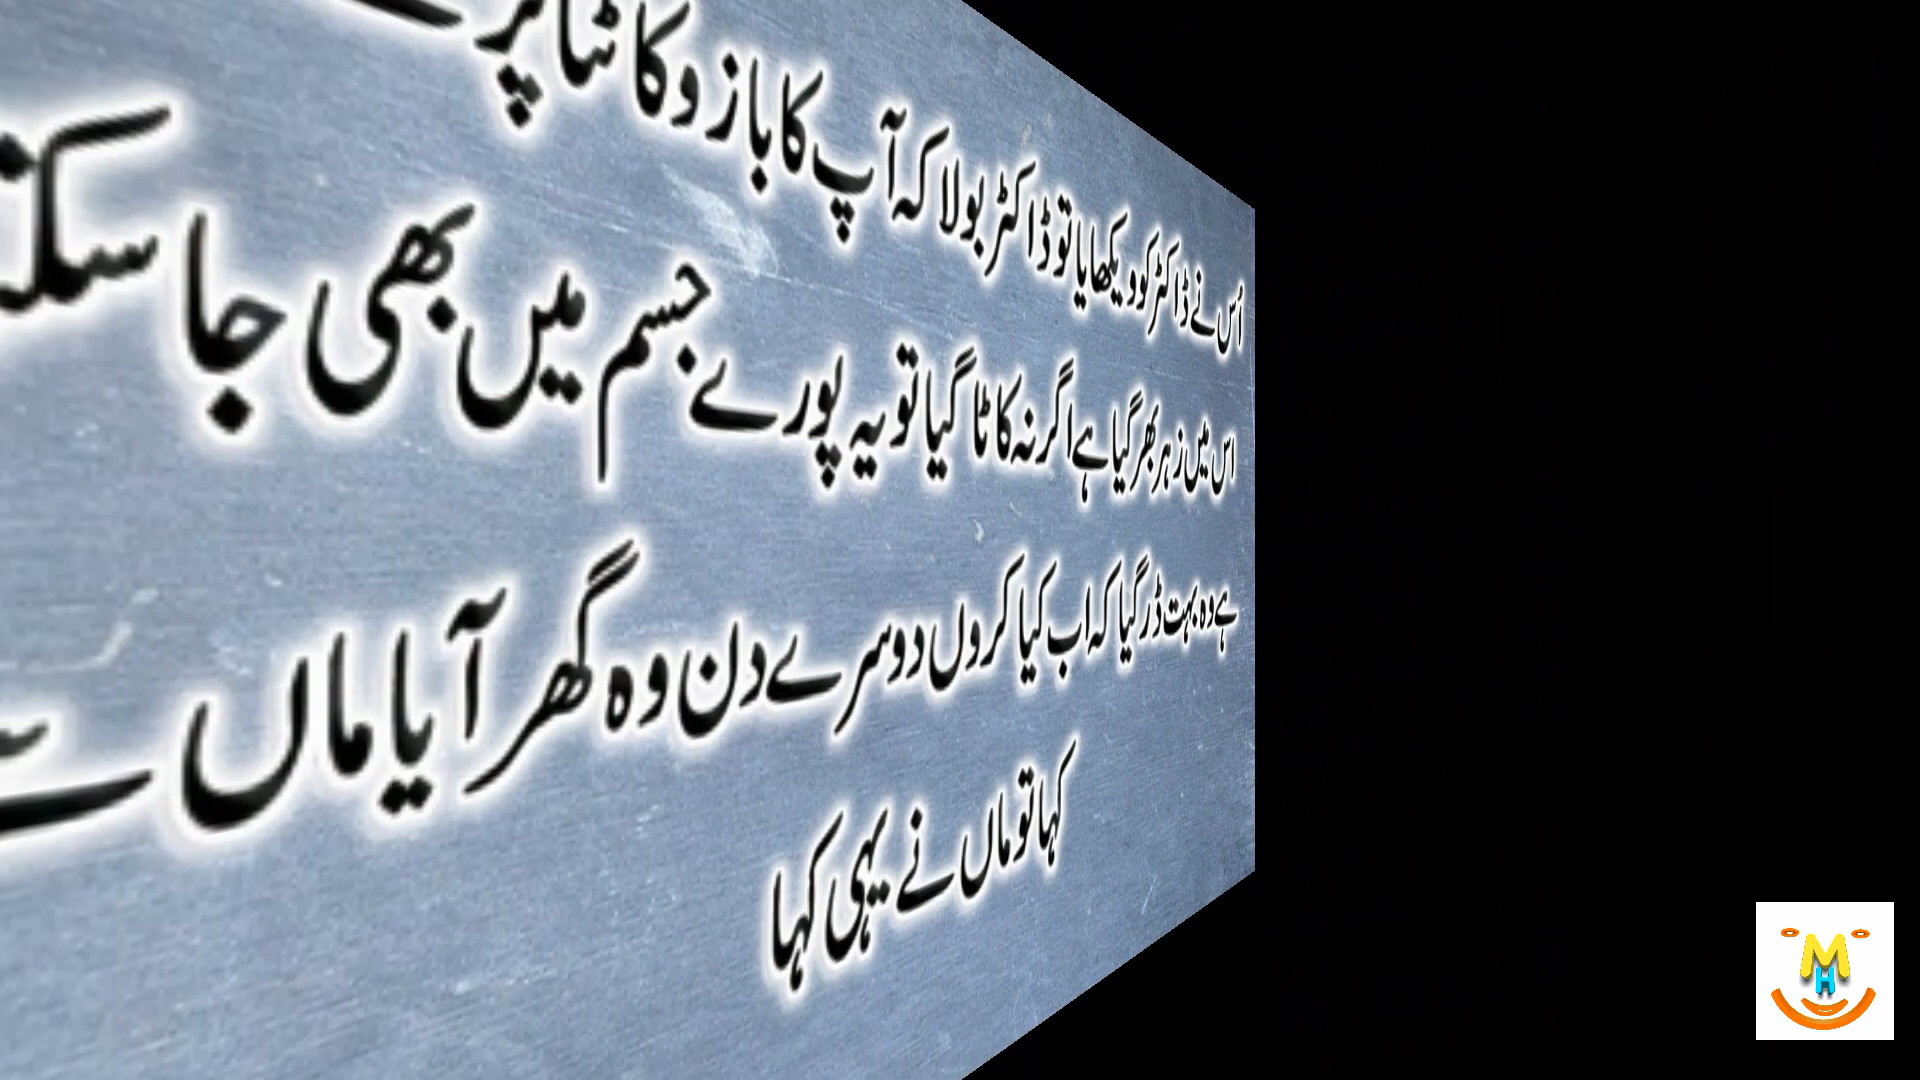 اُس نے ڈاکٹر کو دیکھایا تو ڈاکٹر بولا کہ آپ کا بازو کاٹنا پڑے
اس میں زہر بھر گیا ہے اگر نہ کاٹا گیا تو یہ پورے جسم میں بھی جا سکتا
ہے وہ بہت ڈر گیا کہ اب کیا کروں دوسرے دن وہ گھر آیا ماں سے
کہا تو ماں نے یہی کہا
MH